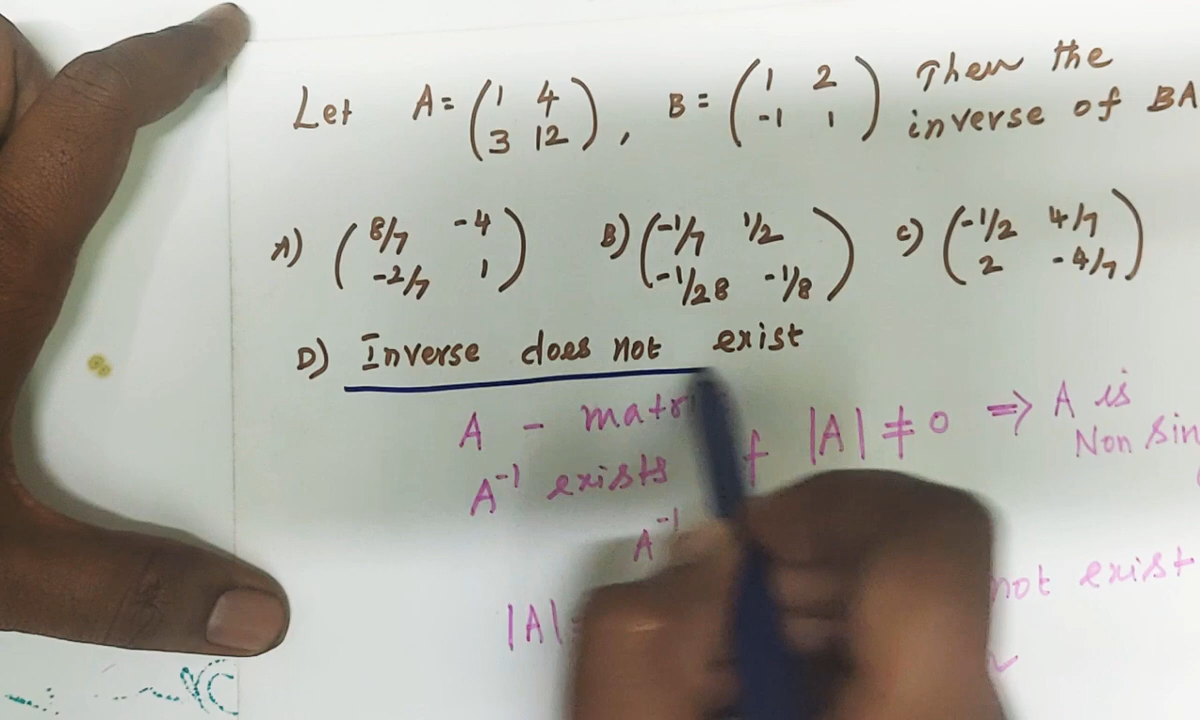 Let A = (1 4 3 12), B = (1 2 -1 1) Then the
inverse of BA
A) (8/7 -4 -2/7 1) B) (-1/7 1/2 -1/28 -1/8) C) (-1/2 4/7 2 -4/7)
D) Inverse does not exist
A - 
A⁻¹ exists |A| ≠ 0 ⇒ A is
Non
A⁻¹ not exist
|A|